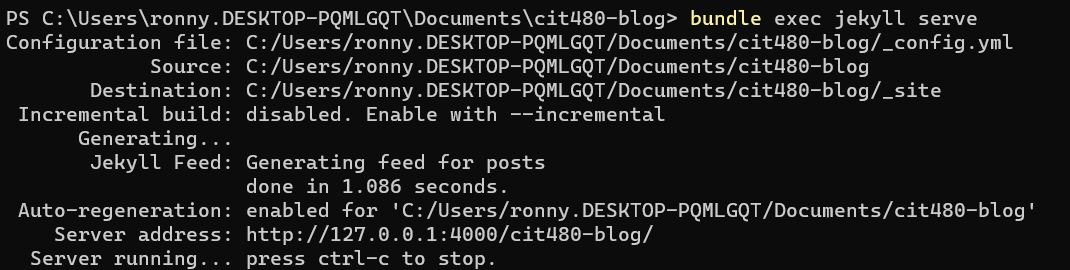 PS C:\Users\ronny.DESKTOP-PQMLGQT\Documents\cit480-blog> bundle exec jekyll serve
Configuration file: C:/Users/ronny.DESKTOP-PQMLGQT/Documents/cit480-blog/_config.yml
Source: C:/Users/ronny.DESKTOP-PQMLGQT/Documents/cit480-blog
Destination: C:/Users/ronny.DESKTOP-PQMLGQT/Documents/cit480-blog/_site
Incremental build: disabled. Enable with --incremental
Generating...
Jekyll Feed: Generating feed for posts
done in 1.086 seconds.
Auto-regeneration: enabled for 'C:/Users/ronny.DESKTOP-PQMLGQT/Documents/cit480-blog'
Server address: http://127.0.0.1:4000/cit480-blog/
Server running... press ctrl-c to stop.